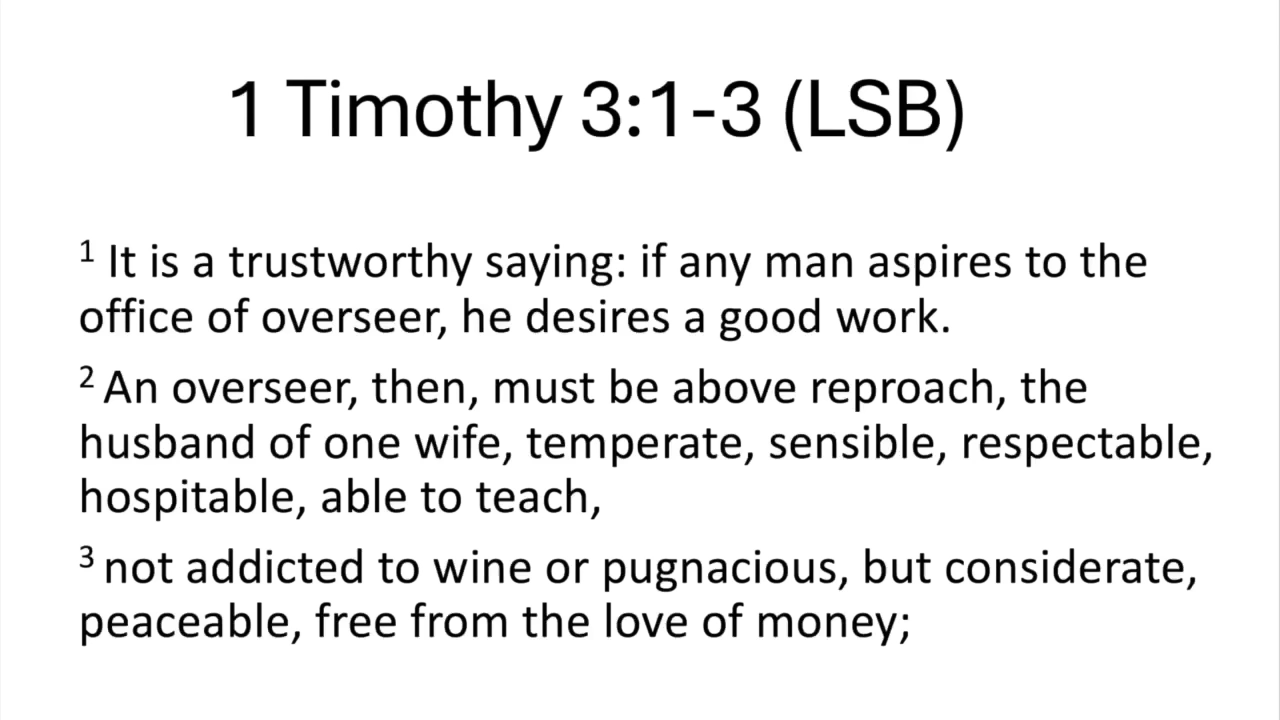 1 Timothy 3:1-3 (LSB)
1 It is a trustworthy saying: if any man aspires to the
office of overseer, he desires a good work.
2 An overseer, then, must be above reproach, the
husband of one wife, temperate, sensible, respectable,
hospitable, able to teach,
3 not addicted to wine or pugnacious, but considerate,
peaceable, free from the love of money;